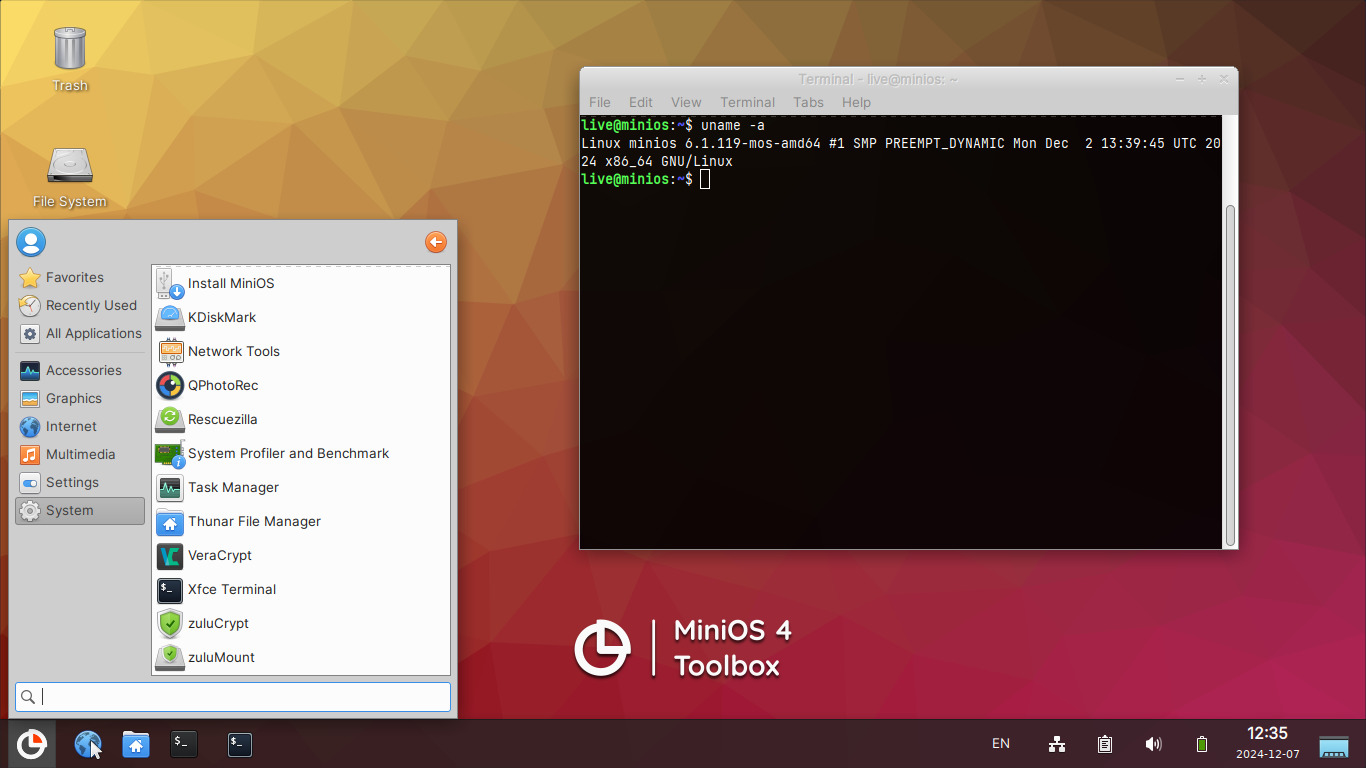 Trash
File System
Terminal - live@minios: ~
File Edit View Terminal Tabs Help
live@minios:~$ uname -a
Linux minios 6.1.119-mos-amd64 #1 SMP PREEMPT_DYNAMIC Mon Dec  2 13:39:45 UTC 20
24 x86_64 GNU/Linux
live@minios:~$
Favorites
Recently Used
All Applications
Accessories
Graphics
Internet
Multimedia
Settings
System
Install MiniOS
KDiskMark
Network Tools
QPhotoRec
Rescuezilla
System Profiler and Benchmark
Task Manager
Thunar File Manager
VeraCrypt
Xfce Terminal
zuluCrypt
zuluMount
MiniOS 4
Toolbox
EN
12:35
2024-12-07